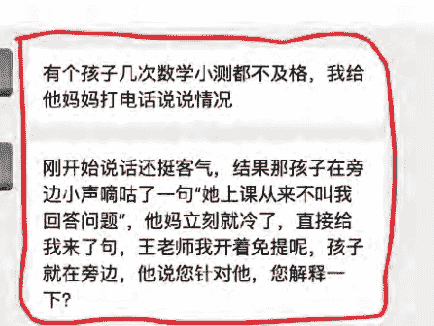 有个孩子几次数学小测都不及格，我给
他妈妈打电话说说情况
刚开始说话还挺客气，结果那孩子在旁
边小声嘀咕了一句“她上课从来不叫我
回答问题”，他妈立刻就冷了，直接给
我来了句，王老师我开着免提呢，孩子
就在旁边，他说您针对他，您解释一
下？